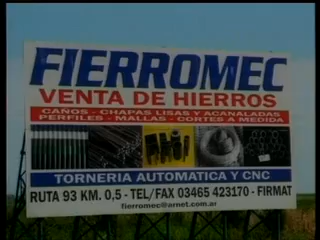 FIERROMEC
VENTA DE HIERROS
CAÑOS - CHAPAS LISAS Y ACANALADAS
PERFILES - MALLAS - CORTES A MEDIDA
TORNERIA AUTOMATICA Y CNC
RUTA 93 KM. 0,5 - TEL/FAX 03465 423170 - FIRMAT
fierromec@arnet.com.ar